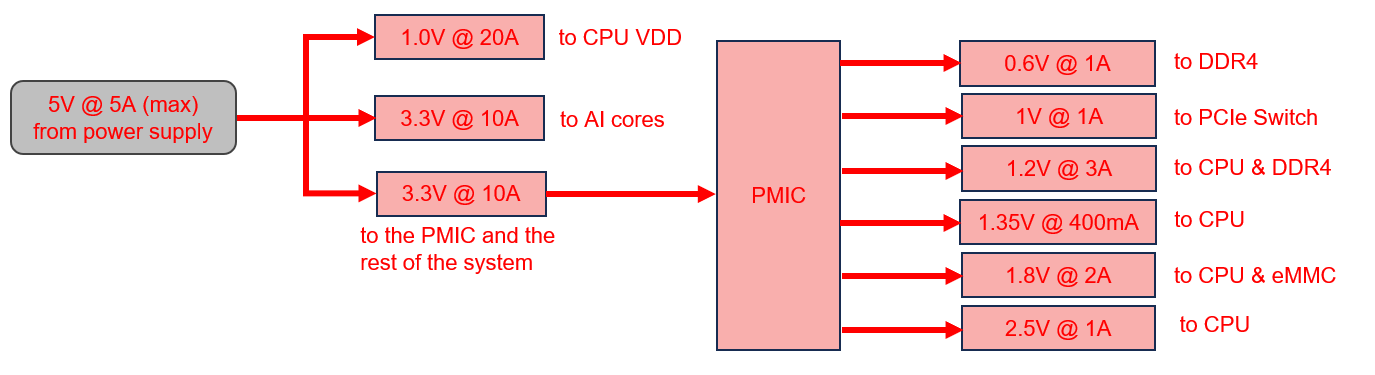 5V @ 5A (max)
from power supply
1.0V @ 20A
to CPU VDD
3.3V @ 10A
to AI cores
3.3V @ 10A
to the PMIC and the
rest of the system
PMIC
0.6V @ 1A
to DDR4
1V @ 1A
to PCIe Switch
1.2V @ 3A
to CPU & DDR4
1.35V @ 400mA
to CPU
1.8V @ 2A
to CPU & eMMC
2.5V @ 1A
to CPU